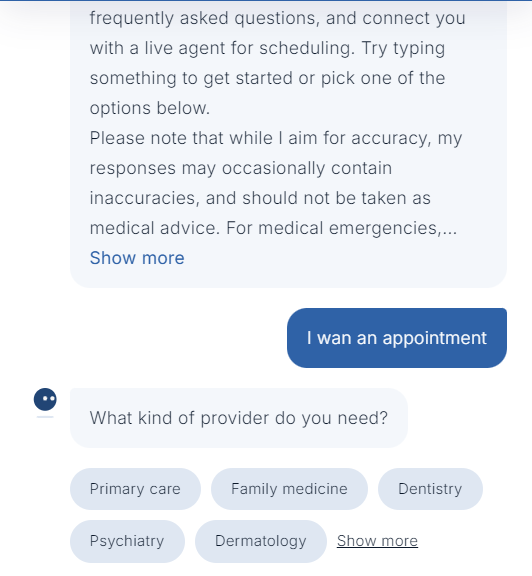 frequently asked questions, and connect you
with a live agent for scheduling. Try typing
something to get started or pick one of the
options below.
Please note that while I aim for accuracy, my
responses may occasionally contain
inaccuracies, and should not be taken as
medical advice. For medical emergencies,...
Show more
I wan an appointment
What kind of provider do you need?
Primary care
Family medicine
Dentistry
Psychiatry
Dermatology
Show more